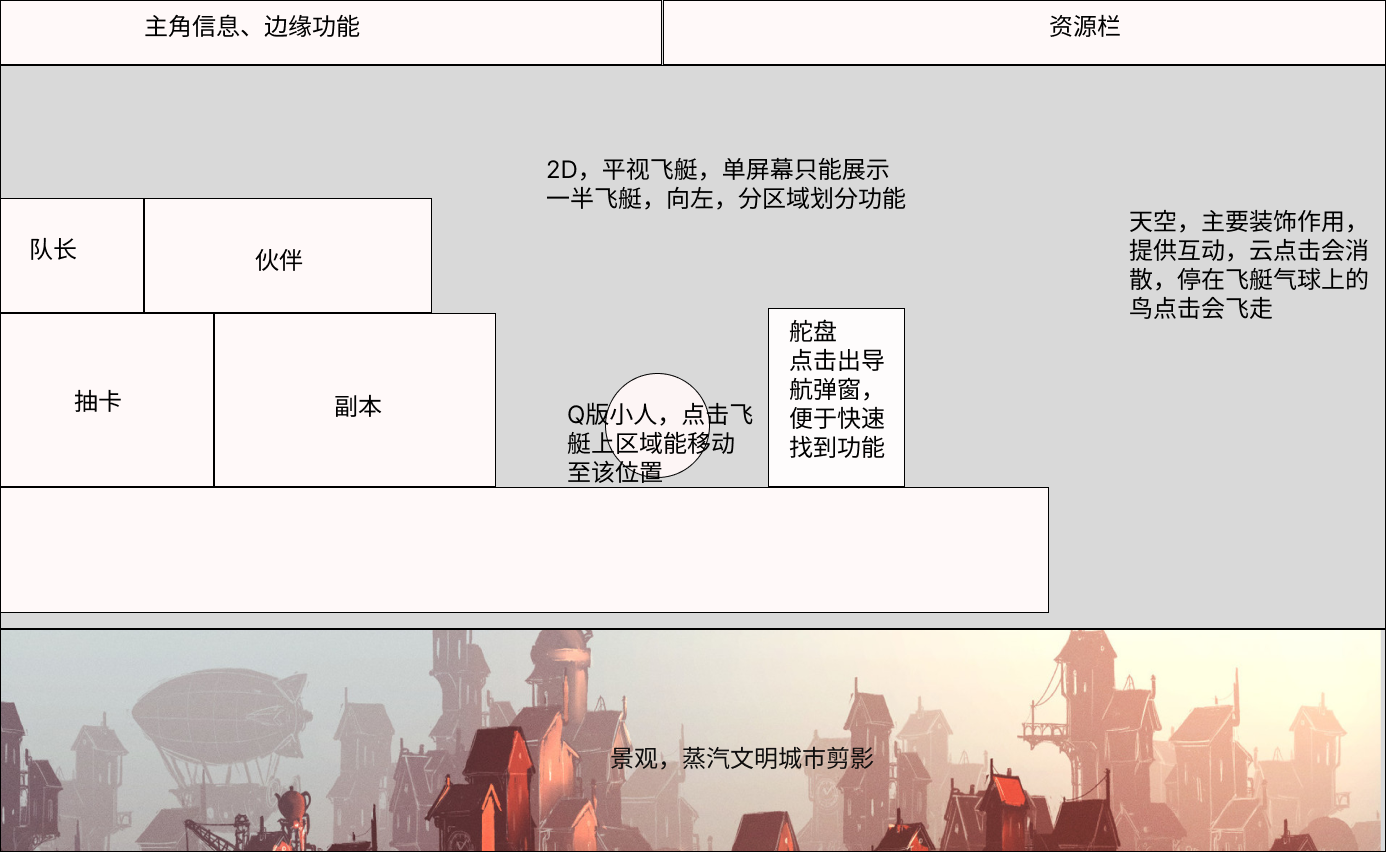 主角信息、边缘功能
资源栏
2D，平视飞艇，单屏幕只能展示
一半飞艇，向左，分区域划分功能
天空，主要装饰作用，
提供互动，云点击会消
散，停在飞艇气球上的
鸟点击会飞走
队长
伙伴
抽卡
副本
Q版小人，点击飞
艇上区域能移动
至该位置
舵盘
点击出导
航弹窗，
便于快速
找到功能
景观，蒸汽文明城市剪影